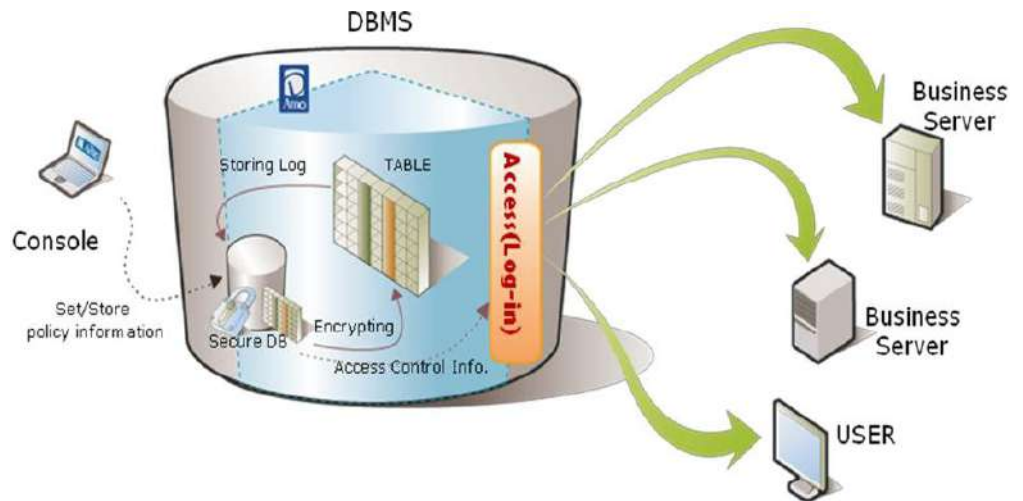 DBMS
Amo
Business
Server
Storing Log
TABLE
Access(Log-in)
Console
Set/Store
policy information
Encrypting
Secure DB
Access Control Info.
Business
Server
USER